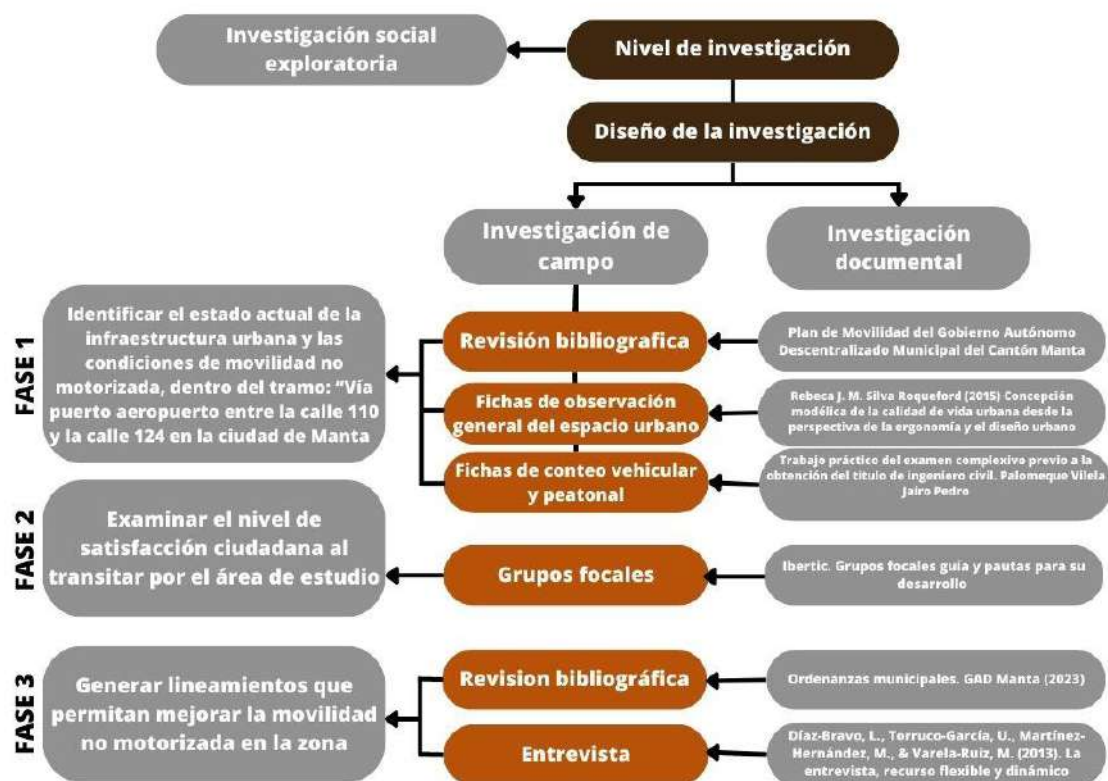 Investigación social
exploratoria
Nivel de investigación
Diseño de la investigación
Investigación de
campo
Investigación
documental
FASE 1
Identificar el estado actual de la
infraestructura urbana y las
condiciones de movilidad no
motorizada, dentro del tramo: “Vía
puerto aeropuerto entre la calle 110
y la calle 124 en la ciudad de Manta
Revisión bibliografica
Plan de Movilidad del Gobierno Autónomo
Descentralizado Municipal del Cantón Manta
Fichas de observación
general del espacio urbano
Rebeca J. M. Silva Roqueford (2015) Concepción
modélica de la calidad de vida urbana desde la
perspectiva de la ergonomía y el diseño urbano
Fichas de conteo vehicular
y peatonal
Trabajo práctico del examen complexivo previo a la
obtención del titulo de ingeniero civil. Palomeque Vilela
Jairo Pedro
FASE 2
Examinar el nivel de
satisfacción ciudadana al
transitar por el área de estudio
Grupos focales
Ibertic. Grupos focales guía y pautas para su
desarrollo
FASE 3
Generar lineamientos que
permitan mejorar la movilidad
no motorizada en la zona
Revision bibliográfica
Ordenanzas municipales. GAD Manta (2023)
Entrevista
Díaz-Bravo, L., Torruco-García, U., Martínez-
Hernández, M., & Varela-Ruiz, M. (2013). La
entrevista, recurso flexible y dinámico